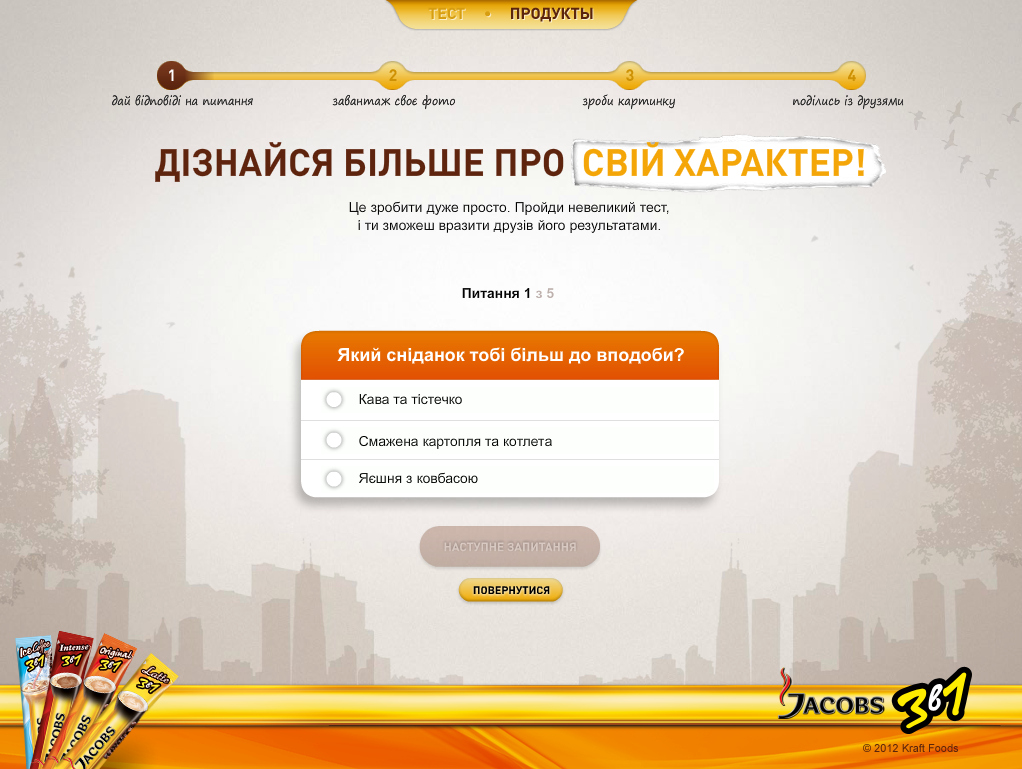 ТЕСТ • ПРОДУКТЫ
1 2 3 4
дай відповіді на питання завантаж своє фото зроби картинку поділись із друзями
ДІЗНАЙСЯ БІЛЬШЕ ПРО СВІЙ ХАРАКТЕР!
Це зробити дуже просто. Пройди невеликий тест,
і ти зможеш вразити друзів його результатами.
Питання 1 з 5
Який сніданок тобі більш до вподоби?
Кава та тістечко
Смажена картопля та котлета
Яєшня з ковбасою
НАСТУПНЕ ЗАПИТАННЯ
ПОВЕРНУТИСЯ
Ice Coffee 3в1
Intense 3в1
Original 3в1
Latte 3в1
JACOBS
JACOBS
JACOBS
JACOBS 3в1
© 2012 Kraft Foods